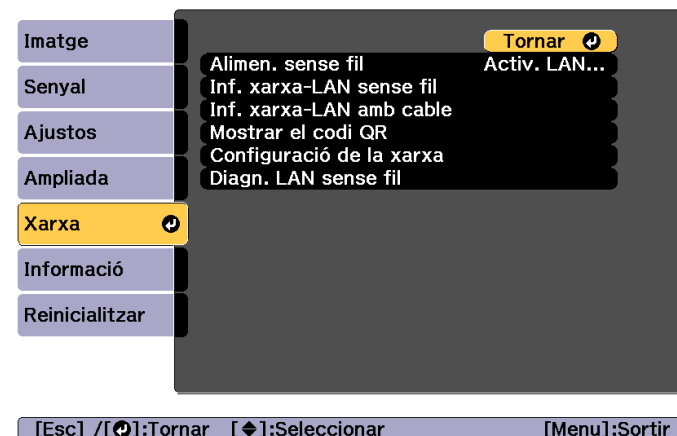 Imatge
Senyal
Ajustos
Ampliada
Xarxa
Informació
Reinicialitzar
Tornar
Alimen. sense fil Activ. LAN...
Inf. xarxa-LAN sense fil
Inf. xarxa-LAN amb cable
Mostrar el codi QR
Configuració de la xarxa
Diagn. LAN sense fil
[Esc] /[↵]:Tornar [◆]:Seleccionar [Menu]:Sortir